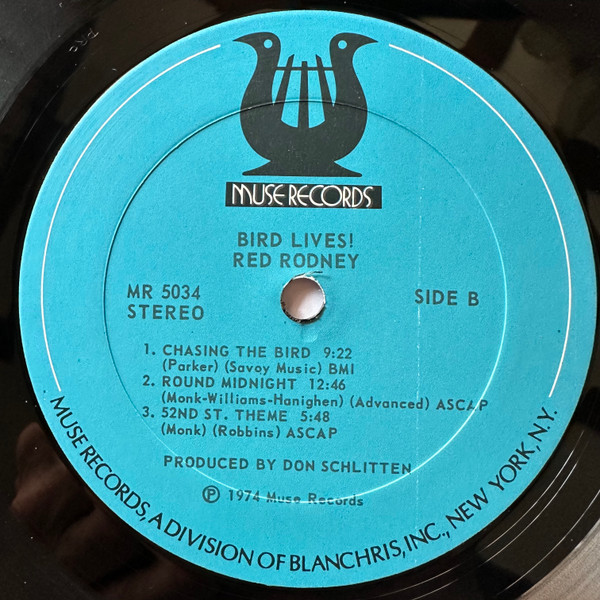 MUSE RECORDS
BIRD LIVES!
RED RODNEY
MR 5034
STEREO
SIDE B
1. CHASING THE BIRD 9:22
(Parker) (Savoy Music) BMI
2. ROUND MIDNIGHT 12:46
(Monk-Williams-Hanighen) (Advanced) ASCAP
3. 52ND ST. THEME 5:48
(Monk) (Robbins) ASCAP
PRODUCED BY DON SCHLITTEN
Ⓟ 1974 Muse Records
MUSE RECORDS, A DIVISION OF BLANCHRIS, INC., NEW YORK, N.Y.